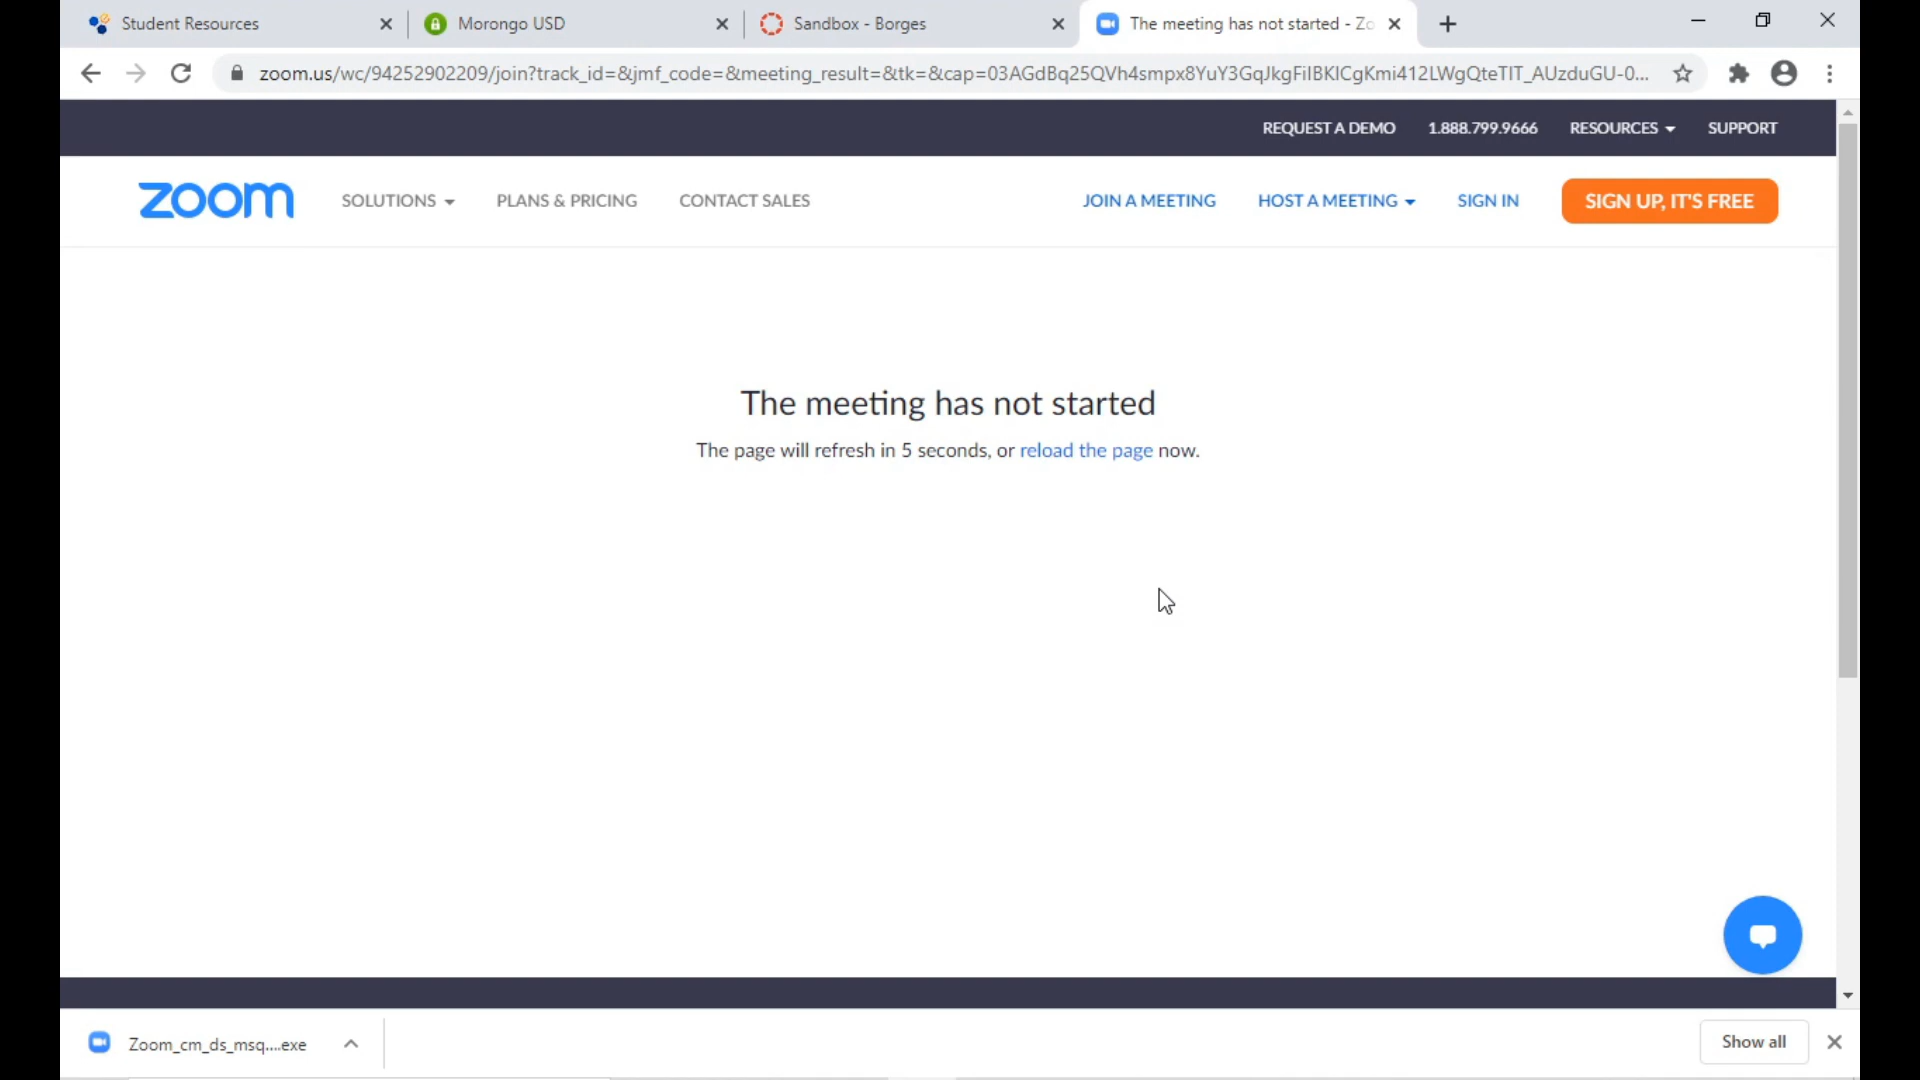 Student Resources
Morongo USD
Sandbox - Borges
The meeting has not started - Zo
zoom.us/wc/94252902209/join?track_id=&jmf_code=&meeting_result=&tk=&cap=03AGdBq25QVh4smpx8YuY3GqJkgFiIBKICgKmi412LWgQteTIT_AUzduGU-0...
REQUEST A DEMO 1.888.799.9666 RESOURCES SUPPORT
zoom SOLUTIONS PLANS & PRICING CONTACT SALES JOIN A MEETING HOST A MEETING SIGN IN SIGN UP, IT'S FREE
The meeting has not started
The page will refresh in 5 seconds, or reload the page now.
Zoom_cm_ds_msq....exe
Show all